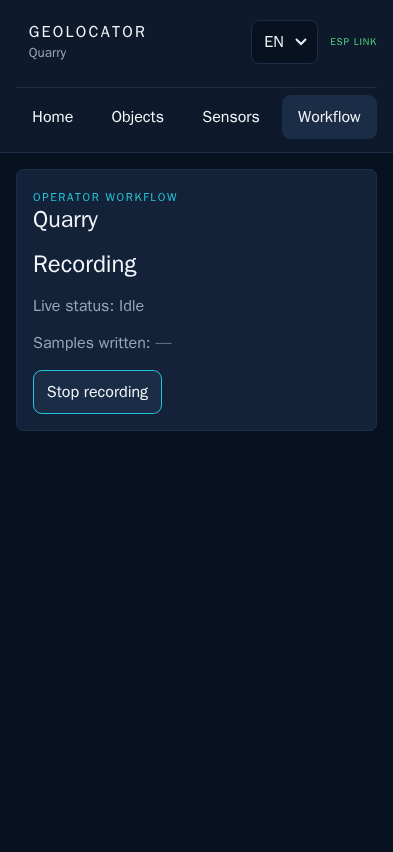 GEOLOCATOR
Quarry
EN
ESP LINK
Home
Objects
Sensors
Workflow
OPERATOR WORKFLOW
Quarry
Recording
Live status: Idle
Samples written: —
Stop recording